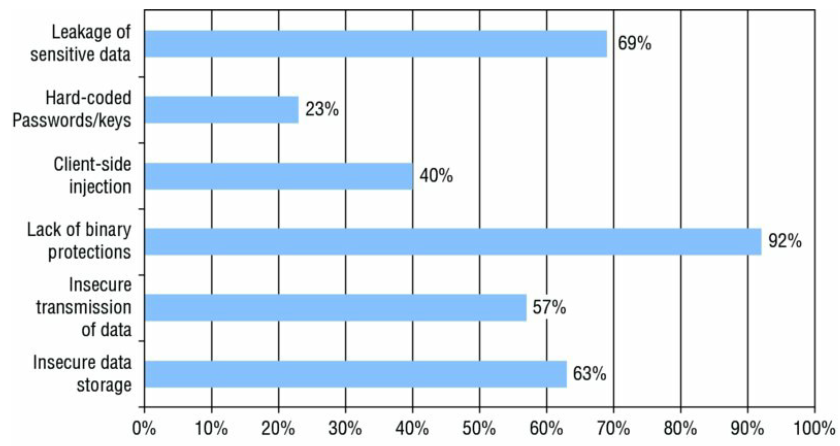 Leakage of
sensitive data
69%
Hard-coded
Passwords/keys
23%
Client-side
injection
40%
Lack of binary
protections
92%
Insecure
transmission
of data
57%
Insecure data
storage
63%
0% 10% 20% 30% 40% 50% 60% 70% 80% 90% 100%